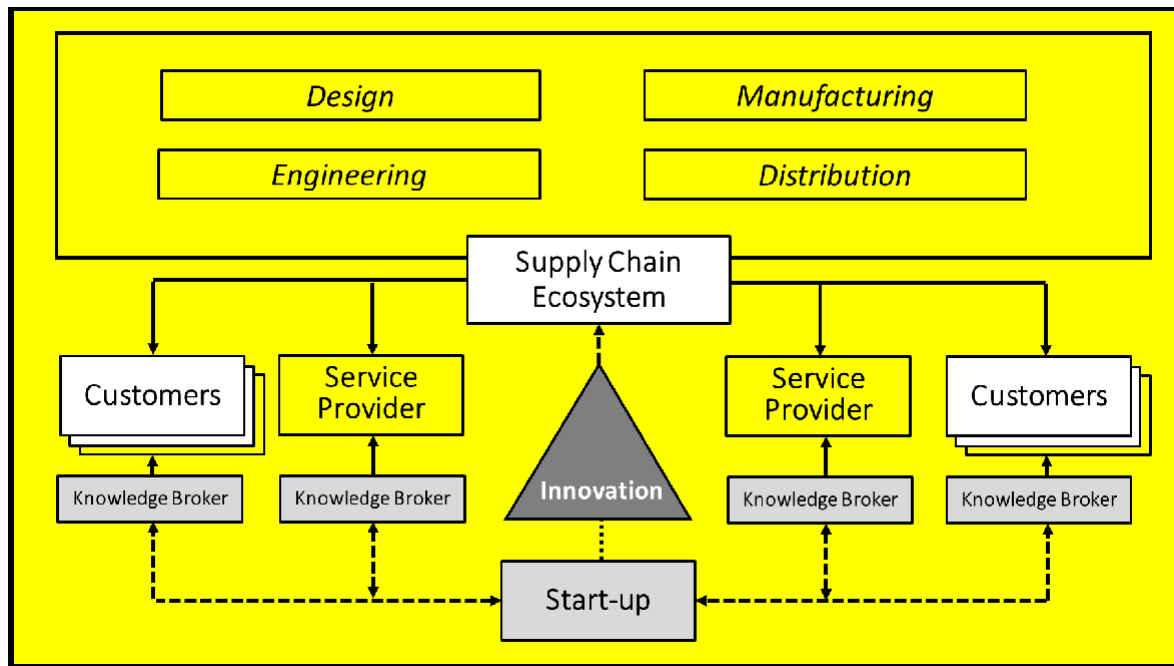 Design
Manufacturing
Engineering
Distribution
Supply Chain
Ecosystem
Customers
Service
Provider
Innovation
Service
Provider
Customers
Knowledge Broker
Knowledge Broker
Knowledge Broker
Knowledge Broker
Start-up